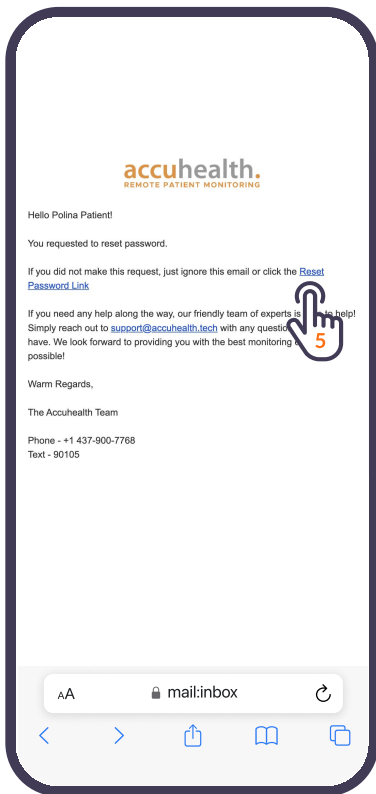 accuhealth.
REMOTE PATIENT MONITORING
Hello Polina Patient!
You requested to reset password.
If you did not make this request, just ignore this email or click the Reset
Password Link
If you need any help along the way, our friendly team of experts is to help!
Simply reach out to support@accuhealth.tech with any
have. We look forward to providing you with the best monitoring
possible!
5
Warm Regards,
The Accuhealth Team
Phone - +1 437-900-7768
Text - 90105
AA
mail:inbox